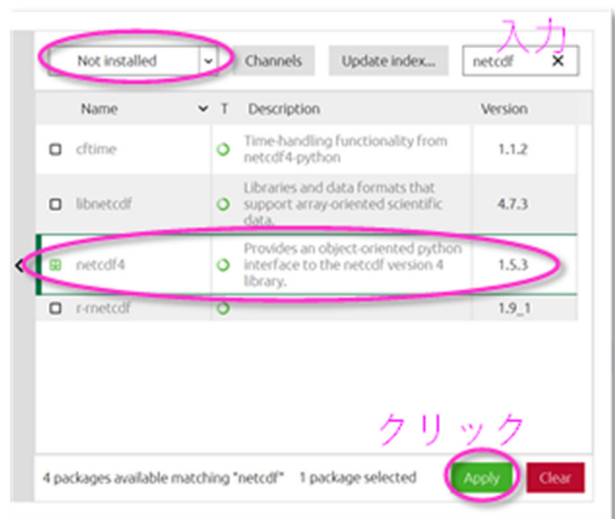 入力
Not installed Channels Update index... netcdf X
Name T Description Version
cftime Time-handling functionality from netcdf4-python 1.1.2
libnetcdf Libraries and data formats that support array-oriented scientific data. 4.7.3
netcdf4 Provides an object-oriented python interface to the netcdf version 4 library. 1.5.3
r-rnetcdf 1.9_1
クリック
4 packages available matching "netcdf" 1 package selected Apply Clear